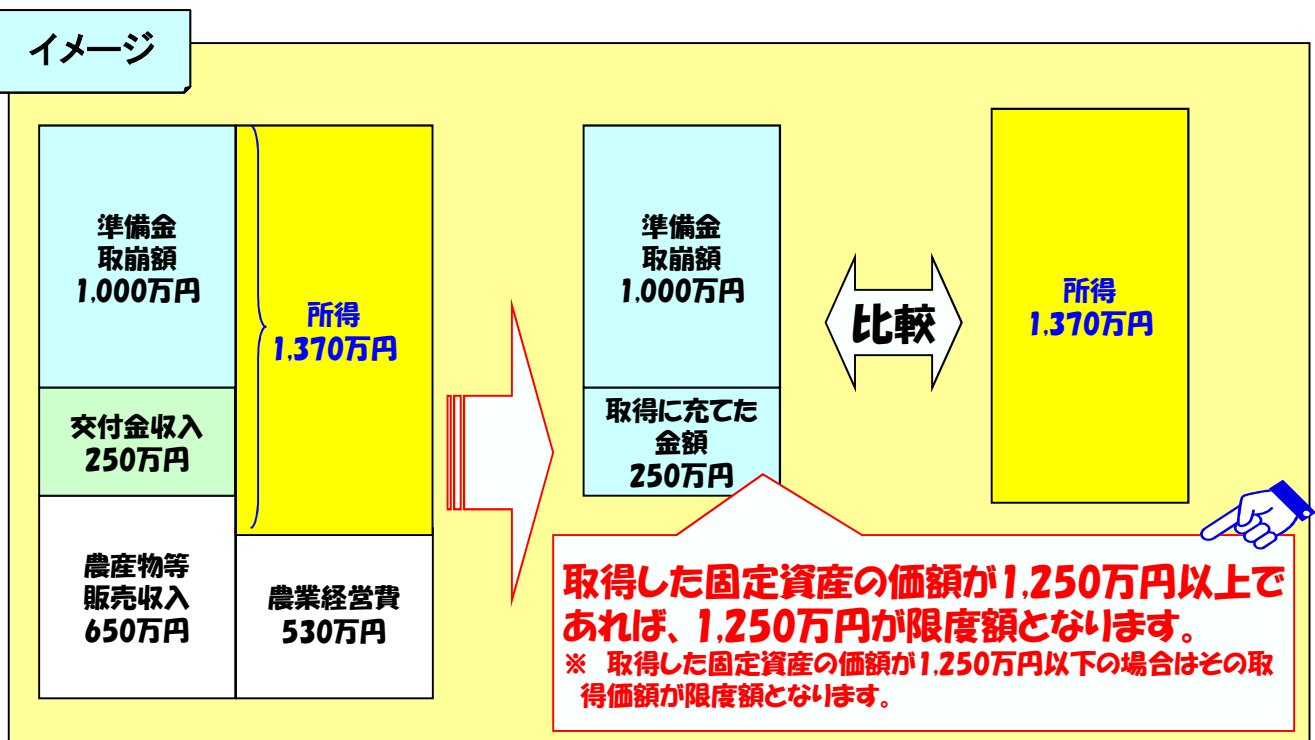 イメージ
準備金
取崩額
1,000万円
交付金収入
250万円
農産物等
販売収入
650万円
所得
1,370万円
農業経営費
530万円
準備金
取崩額
1,000万円
取得に充てた
金額
250万円
比較
所得
1,370万円
取得した固定資産の価額が1,250万円以上で
あれば、1,250万円が限度額となります。
※ 取得した固定資産の価額が1,250万円以下の場合はその取
得価額が限度額となります。